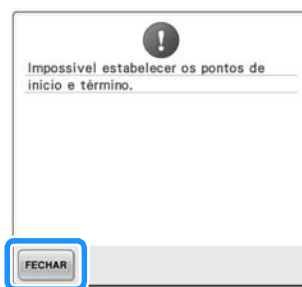 !
Impossível estabelecer os pontos de
início e término.
FECHAR